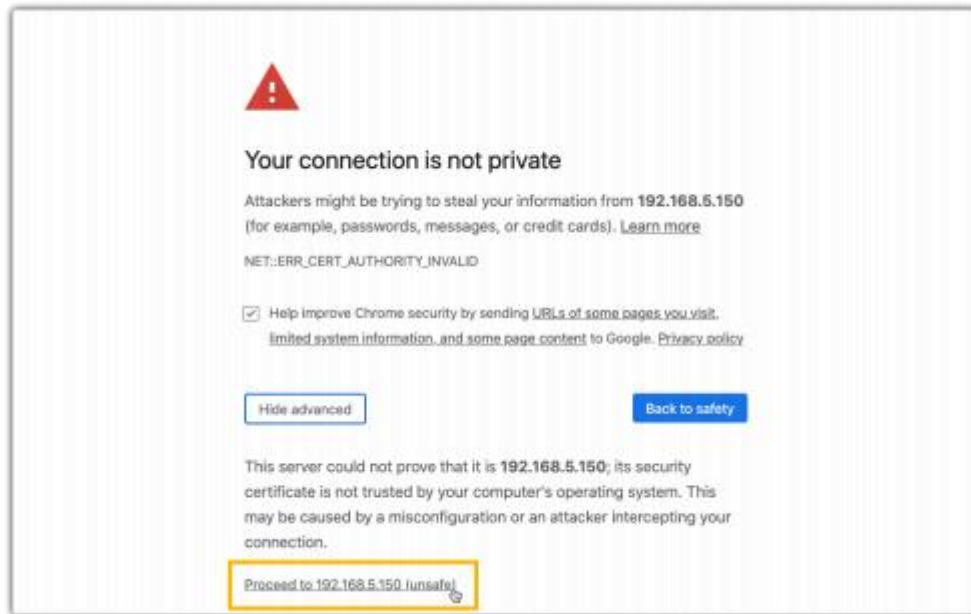 Your connection is not private
Attackers might be trying to steal your information from 192.168.5.150
(for example, passwords, messages, or credit cards). Learn more
NET::ERR_CERT_AUTHORITY_INVALID
Help improve Chrome security by sending URLs of some pages you visit,
limited system information, and some page content to Google. Privacy policy
Hide advanced
Back to safety
This server could not prove that it is 192.168.5.150; its security
certificate is not trusted by your computer's operating system. This
may be caused by a misconfiguration or an attacker intercepting your
connection.
Proceed to 192.168.5.150 (unsafe)